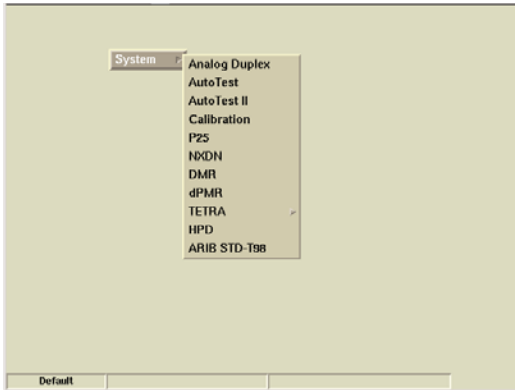 System
Analog Duplex
AutoTest
AutoTest II
Calibration
P25
NXDN
DMR
dPMR
TETRA
HPD
ARIB STD-T98
Default